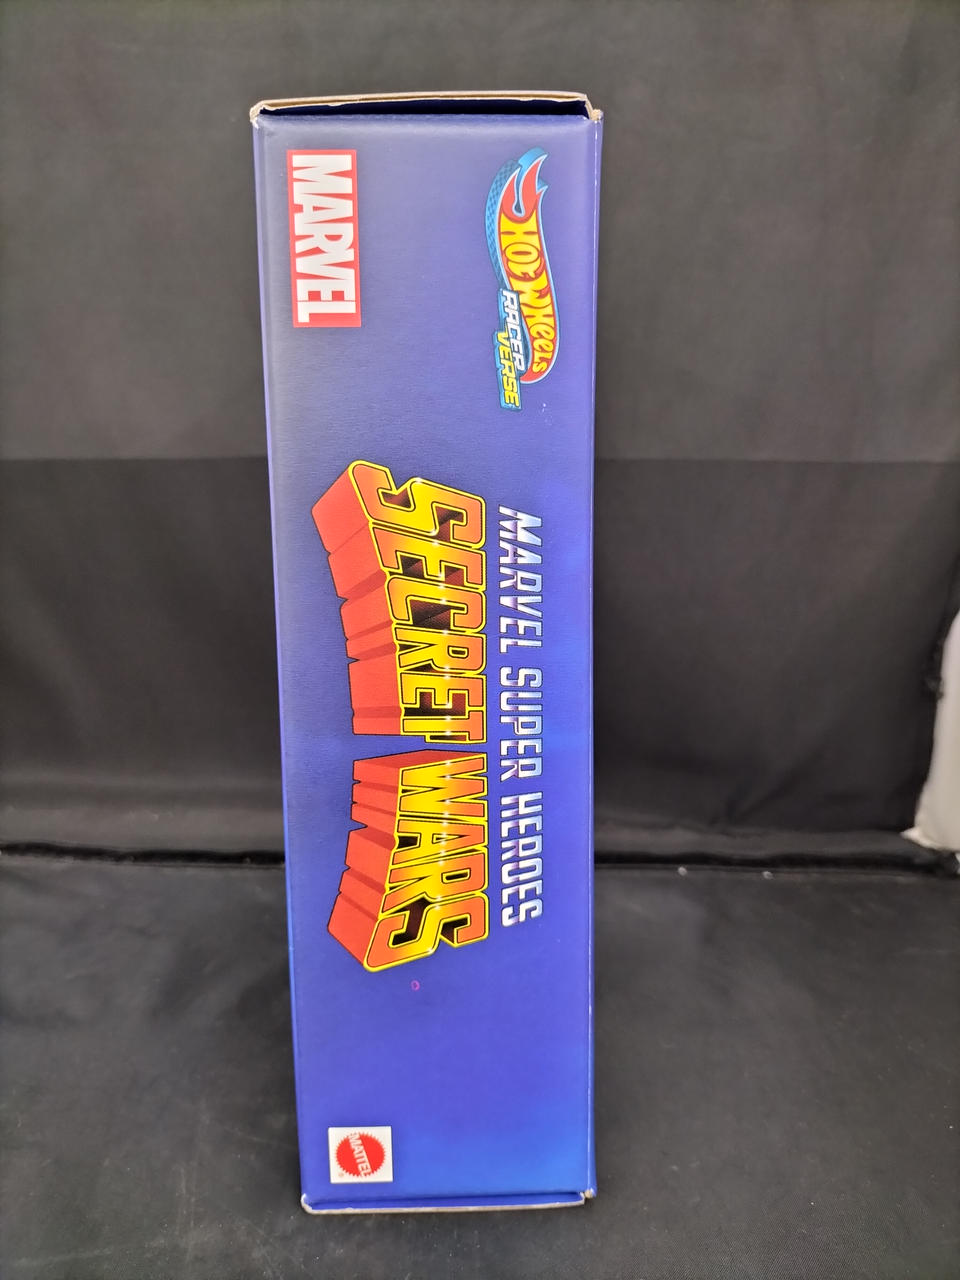 HOT WHEELS
RACER VERSE
MARVEL
MARVEL SUPER HEROES
SECRET WARS
MATTEL